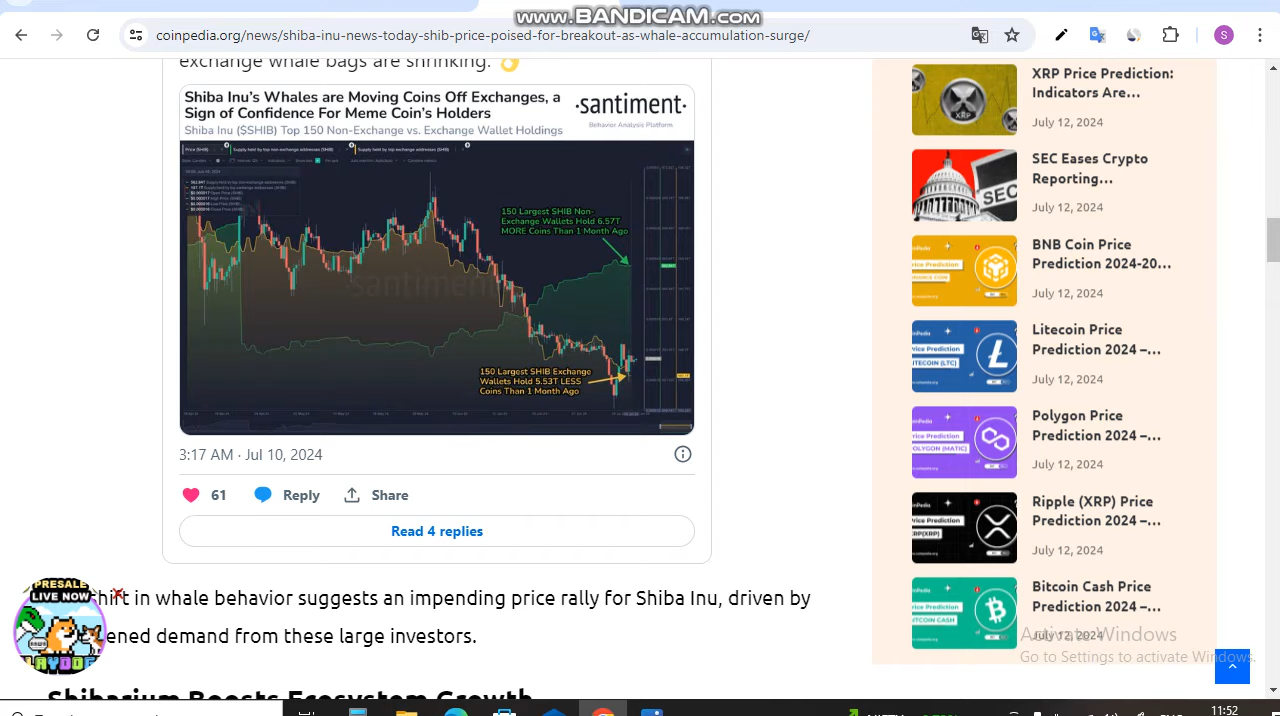 www.BANDICAM.com
coinpedia.org/news/shiba-inu-news-today-shib-price-poised-for-breakout-as-whale-accumulation-surge/
S
exchange whale bags are shrinking. 👌
Shiba Inu's Whales are Moving Coins Off Exchanges, a
Sign of Confidence For Meme Coin's Holders
Shiba Inu ($SHIB) Top 150 Non-Exchange vs. Exchange Wallet Holdings
·santiment·
Behavior Analysis Platform
150 Largest SHIB Non-
Exchange Wallets Hold 6.57T
MORE Coins Than 1 Month Ago
·santiment·
150 Largest SHIB Exchange
Wallets Hold 5.53T LESS
Coins Than 1 Month Ago
3:17 AM · Jul 10, 2024
61 Reply Share
Read 4 replies
PRESALE
LIVE NOW
shift in whale behavior suggests an impending price rally for Shiba Inu, driven by
ened demand from these large investors.
Shibarium Boosts Ecosystem Growth
XRP Price Prediction:
Indicators Are...
July 12, 2024
SEC
SEC Eases Crypto
Reporting...
July 12, 2024
BNB Coin Price
Prediction 2024-20...
July 12, 2024
Litecoin Price
Prediction 2024 –...
July 12, 2024
Polygon Price
Prediction 2024 –...
July 12, 2024
Ripple (XRP) Price
Prediction 2024 –...
July 12, 2024
Bitcoin Cash Price
Prediction 2024 –...
July 12, 2024
Activate Windows
Go to Settings to activate Windows.
11:52